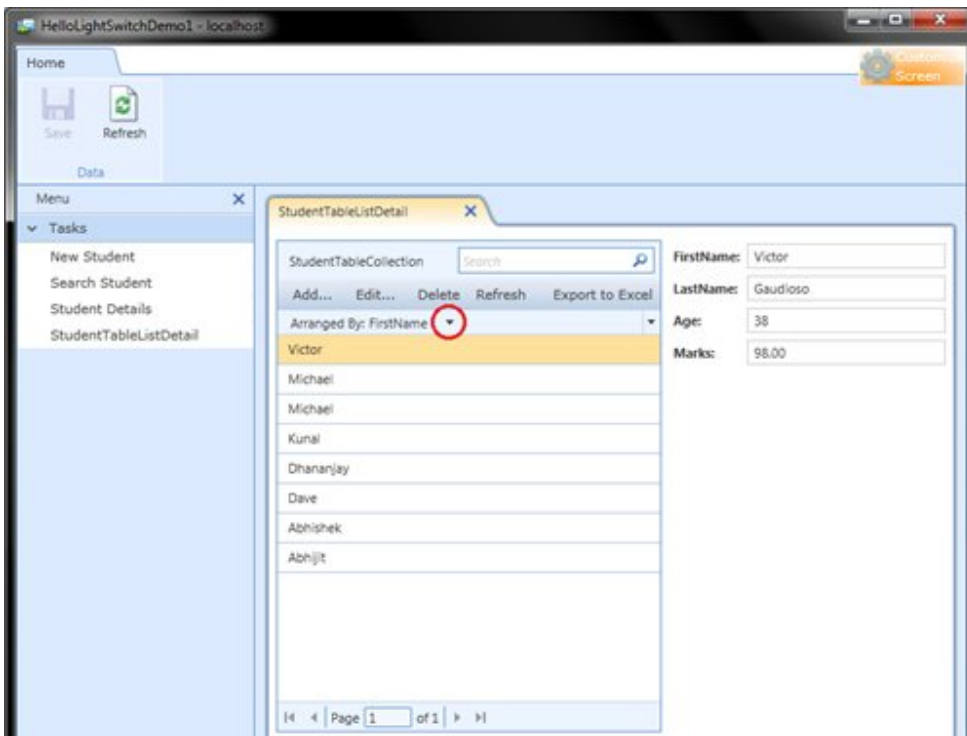 HelloLightSwitchDemo1 - localhost
Home
Custom
Screen
Save
Refresh
Data
Menu
Tasks
New Student
Search Student
Student Details
StudentTableListDetail
StudentTableListDetail
StudentTableCollection
Search
Add... Edit... Delete Refresh Export to Excel
Arranged By: FirstName
Victor
Michael
Michael
Kunal
Dhananjay
Dave
Abhishek
Abhijit
Page 1 of 1
FirstName: Victor
LastName: Gaudioso
Age: 38
Marks: 98.00